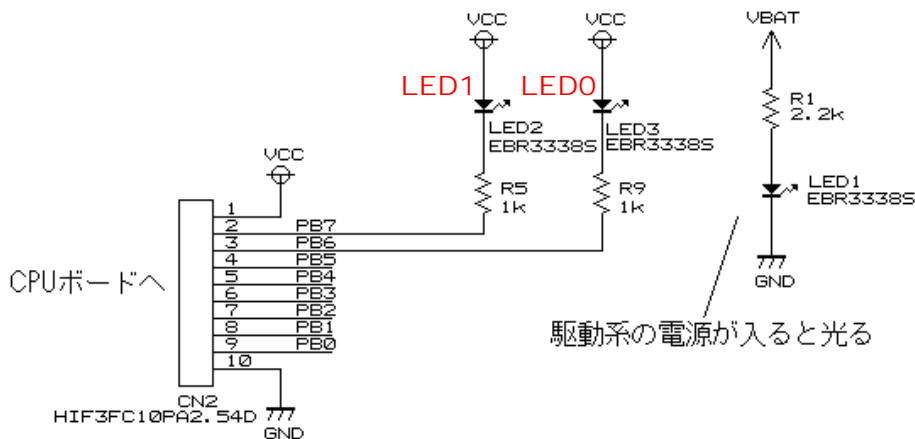 VCC
VCC
VBAT
LED1
LED0
LED2
EBR3338S
LED3
EBR3338S
R1
2.2k
VCC
R5
1k
R9
1k
LED1
EBR3338S
1
2
PB7
3
PB6
4
PB5
5
PB4
6
PB3
7
PB2
8
PB1
9
PB0
10
CPUボードへ
GND
駆動系の電源が入ると光る
CN2
HIF3FC10PA2.54D
GND